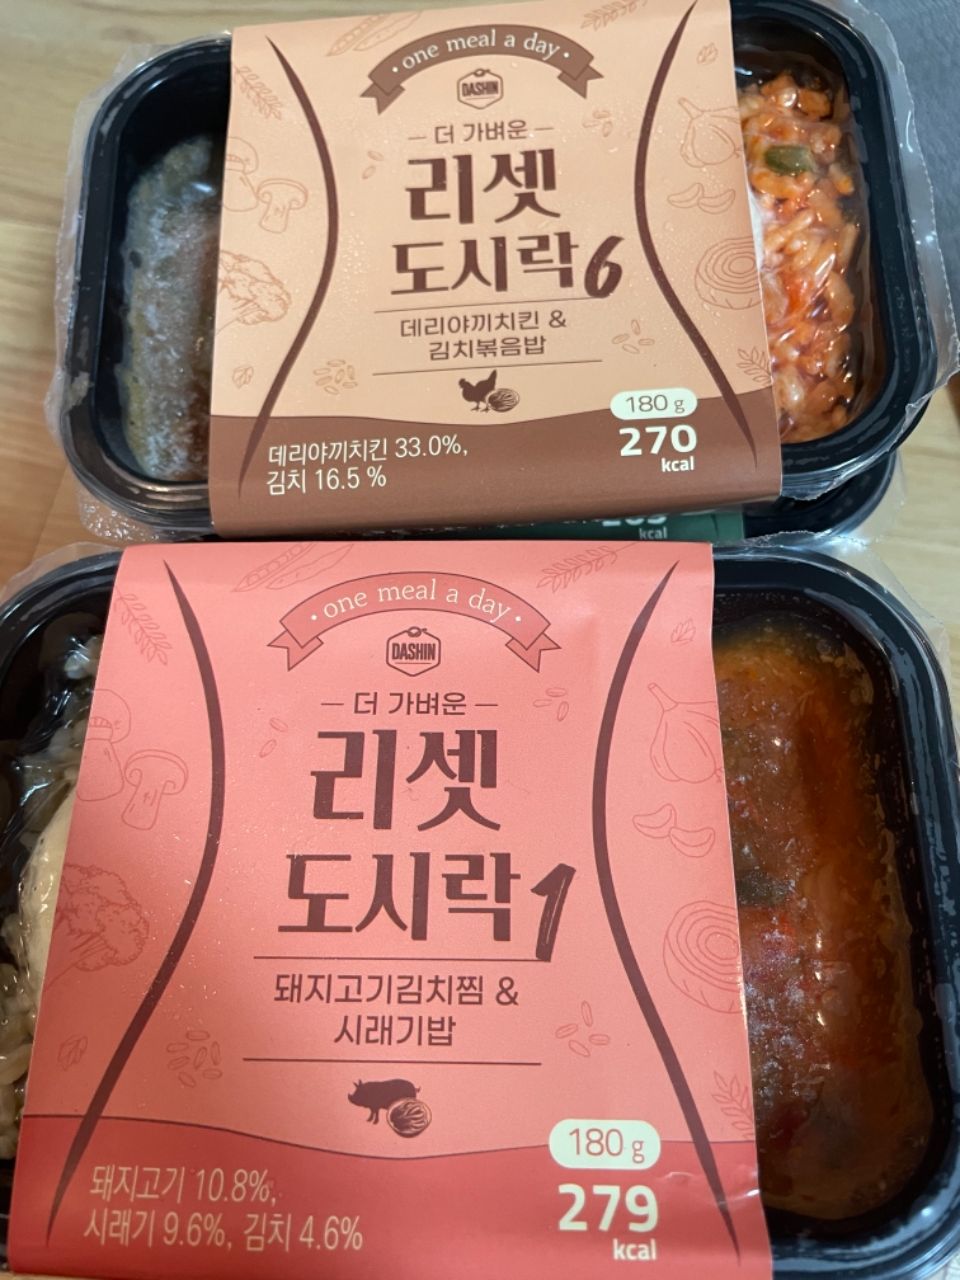 · one meal a day ·
DASHIN
더 가벼운
리셋
도시락6
데리야끼치킨 &
김치볶음밥
180 g
270
kcal
데리야끼치킨 33.0%,
김치 16.5 %
kcal
· one meal a day ·
DASHIN
더 가벼운
리셋
도시락1
돼지고기김치찜 &
시래기밥
180 g
279
kcal
돼지고기 10.8%,
시래기 9.6%, 김치 4.6%